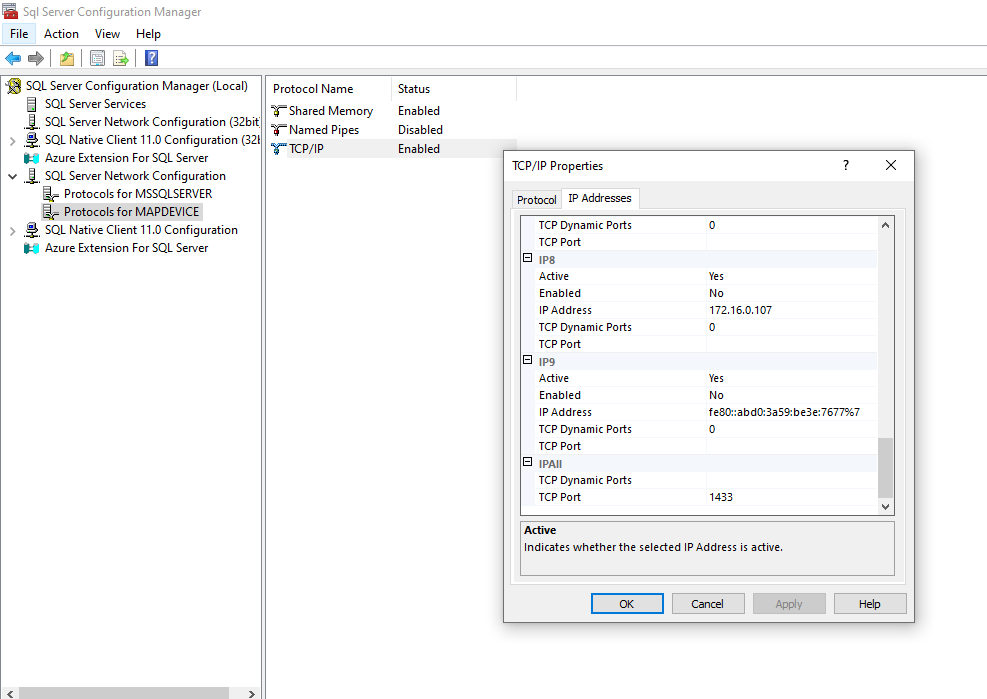 Sql Server Configuration Manager
File Action View Help
SQL Server Configuration Manager (Local)
SQL Server Services
SQL Server Network Configuration (32bit
SQL Native Client 11.0 Configuration (32b
Azure Extension For SQL Server
SQL Server Network Configuration
Protocols for MSSQLSERVER
Protocols for MAPDEVICE
SQL Native Client 11.0 Configuration
Azure Extension For SQL Server
Protocol Name Status
Shared Memory Enabled
Named Pipes Disabled
TCP/IP Enabled
TCP/IP Properties
Protocol IP Addresses
TCP Dynamic Ports 0
TCP Port
IP8
Active Yes
Enabled No
IP Address 172.16.0.107
TCP Dynamic Ports 0
TCP Port
IP9
Active Yes
Enabled No
IP Address fe80::abd0:3a59:be3e:7677%7
TCP Dynamic Ports 0
TCP Port
IPAll
TCP Dynamic Ports
TCP Port 1433
Active
Indicates whether the selected IP Address is active.
OK Cancel Apply Help